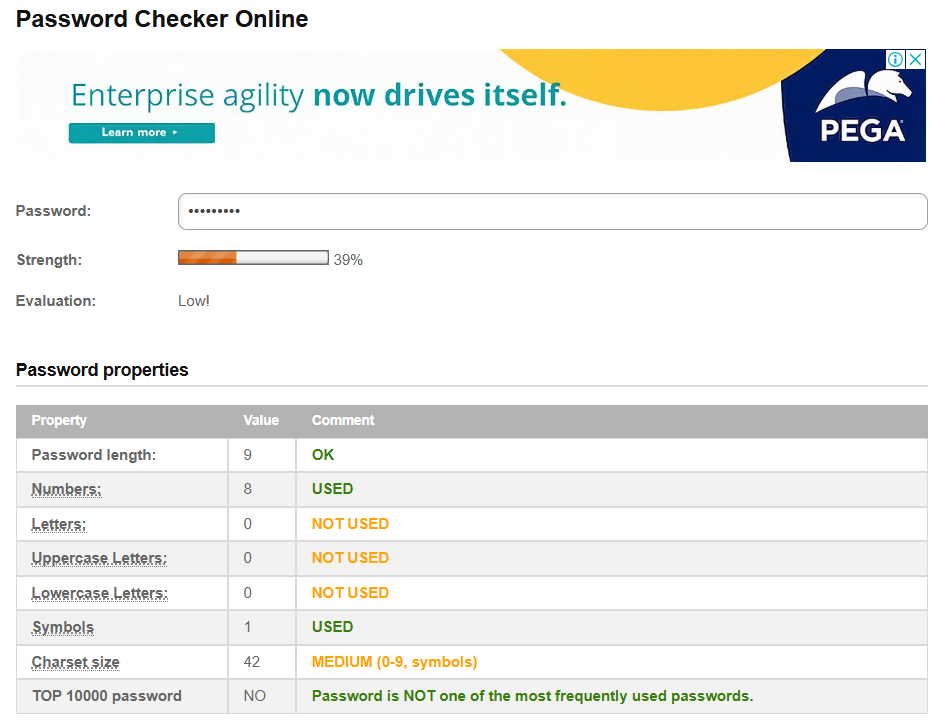 Password Checker Online
Enterprise agility now drives itself.
Learn more
PEGA
Password: •••••••••
Strength: 39%
Evaluation: Low!
Password properties
Property Value Comment
Password length: 9 OK
Numbers: 8 USED
Letters: 0 NOT USED
Uppercase Letters: 0 NOT USED
Lowercase Letters: 0 NOT USED
Symbols 1 USED
Charset size 42 MEDIUM (0-9, symbols)
TOP 10000 password NO Password is NOT one of the most frequently used passwords.